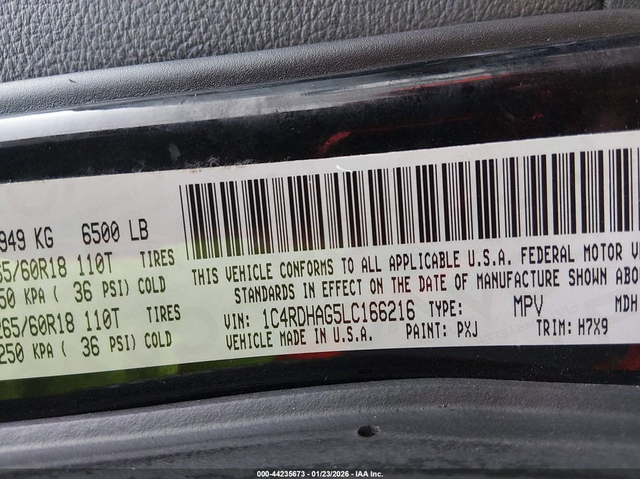 949 KG 6500 LB
65/60R18 110T TIRES
50 KPA ( 36 PSI) COLD
265/60R18 110T TIRES
250 KPA ( 36 PSI) COLD
THIS VEHICLE CONFORMS TO ALL APPLICABLE U.S.A. FEDERAL MOTOR V
STANDARDS IN EFFECT ON THE DATE OF MANUFACTURE SHOWN ABO
VIN: 1C4RDHAG5LC166216 TYPE: MPV MDH
VEHICLE MADE IN U.S.A. PAINT: PXJ TRIM: H7X9
000-44235673 - 01/23/2026 - IAA Inc.